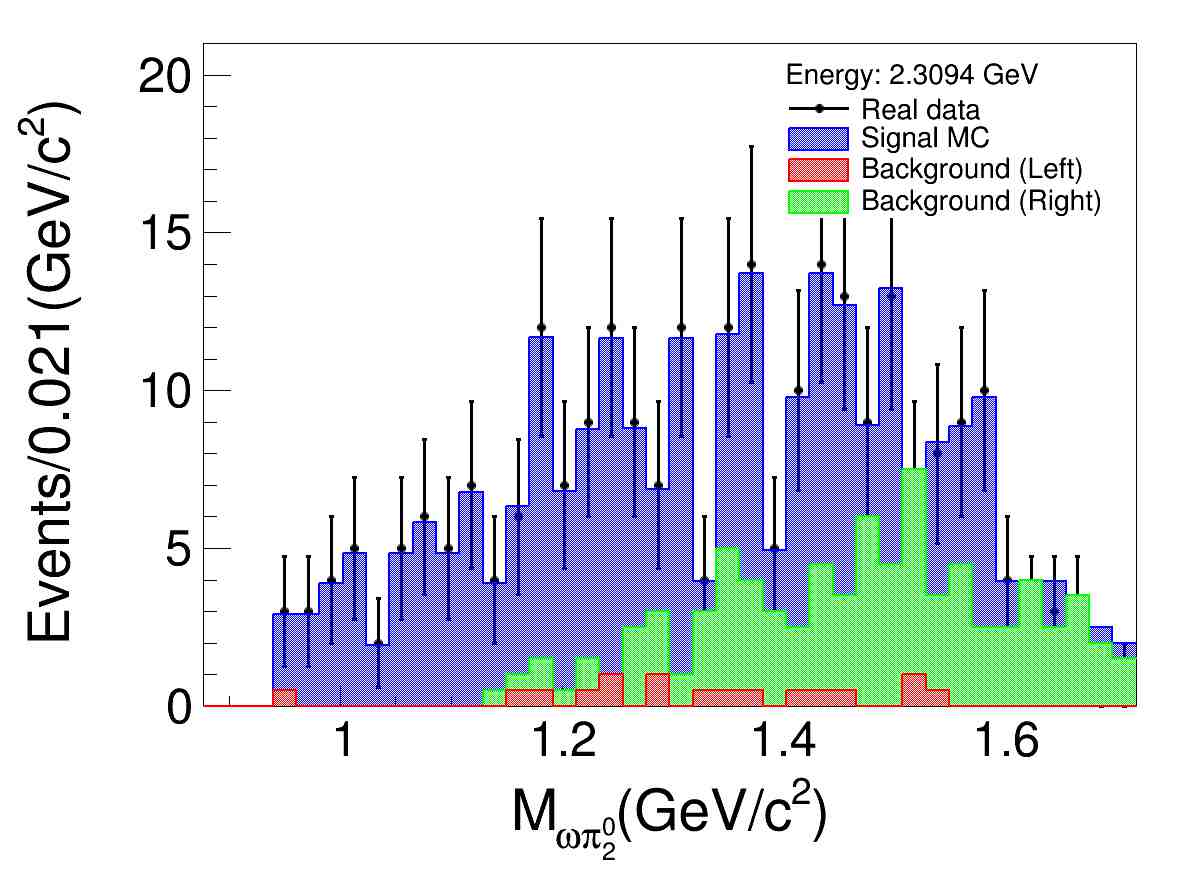 Energy: 2.3094 GeV
Real data
Signal MC
Background (Left)
Background (Right)
Events/0.021(GeV/c²)
20
15
10
5
0
1 1.2 1.4 1.6
M_ωπ⁰₂(GeV/c²)